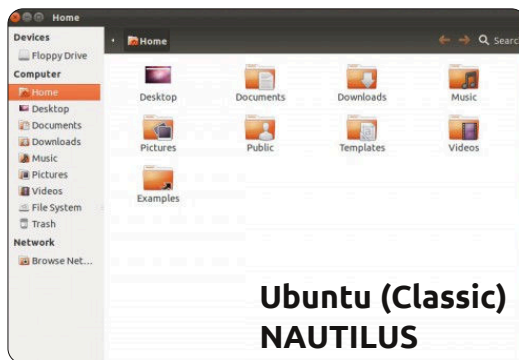 Home
Devices
Floppy Drive
Computer
Home
Desktop
Documents
Downloads
Music
Pictures
Videos
File System
Trash
Network
Browse Net...
Home
Searc
Desktop
Documents
Downloads
Music
Pictures
Public
Templates
Videos
Examples
Ubuntu (Classic)
NAUTILUS